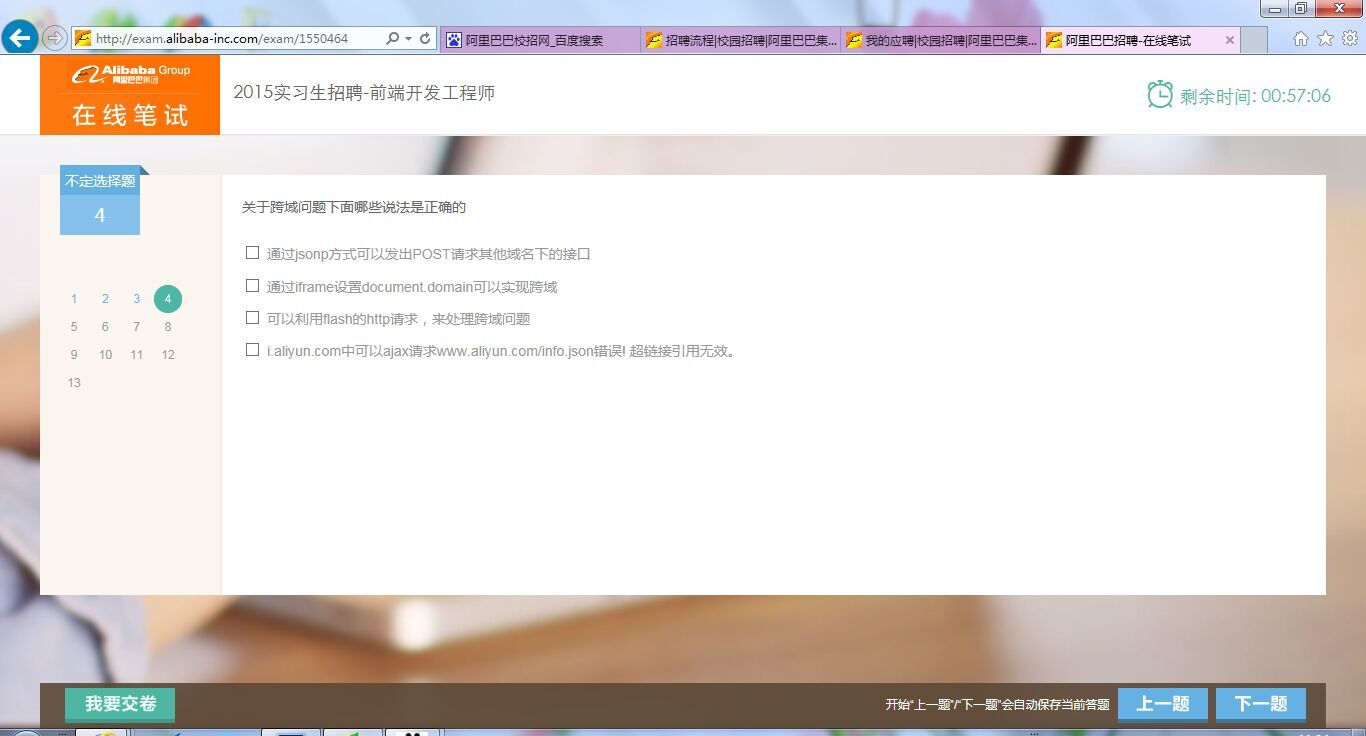 http://exam.alibaba-inc.com/exam/1550464
阿里巴巴校招网_百度搜索
招聘流程|校园招聘|阿里巴巴集...
我的应聘|校园招聘|阿里巴巴集...
阿里巴巴招聘-在线笔试
Alibaba Group
阿里巴巴集团
在线笔试
2015实习生招聘-前端开发工程师
剩余时间: 00:57:06
不定选择题
4
1 2 3 4
5 6 7 8
9 10 11 12
13
关于跨域问题下面哪些说法是正确的
通过jsonp方式可以发出POST请求其他域名下的接口
通过iframe设置document.domain可以实现跨域
可以利用flash的http请求，来处理跨域问题
i.aliyun.com中可以ajax请求www.aliyun.com/info.json错误! 超链接引用无效。
我要交卷
开始“上一题”/“下一题”会自动保存当前答题
上一题
下一题